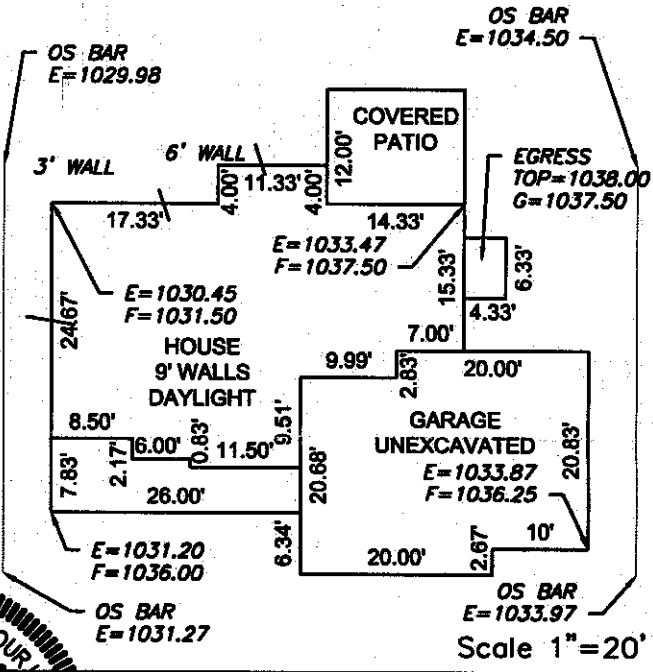 OS BAR
E=1034.50
OS BAR
E=1029.98
COVERED
PATIO
12.00'
3' WALL
6' WALL
11.33'
4.00'
4.00'
17.33'
14.33'
EGRESS
TOP=1038.00
G=1037.50
E=1033.47
F=1037.50
15.33'
6.33'
4.33'
24.67'
E=1030.45
F=1031.50
HOUSE
9' WALLS
DAYLIGHT
7.00'
9.99'
2.83'
20.00'
GARAGE
UNEXCAVATED
E=1033.87
F=1036.25
20.83'
8.50'
6.00'
0.83'
11.50'
9.51'
2.17'
7.83'
26.00'
20.68'
6.34'
20.00'
2.67'
10'
E=1031.20
F=1036.00
OS BAR
E=1031.27
OS BAR
E=1033.97
Scale 1"=20'